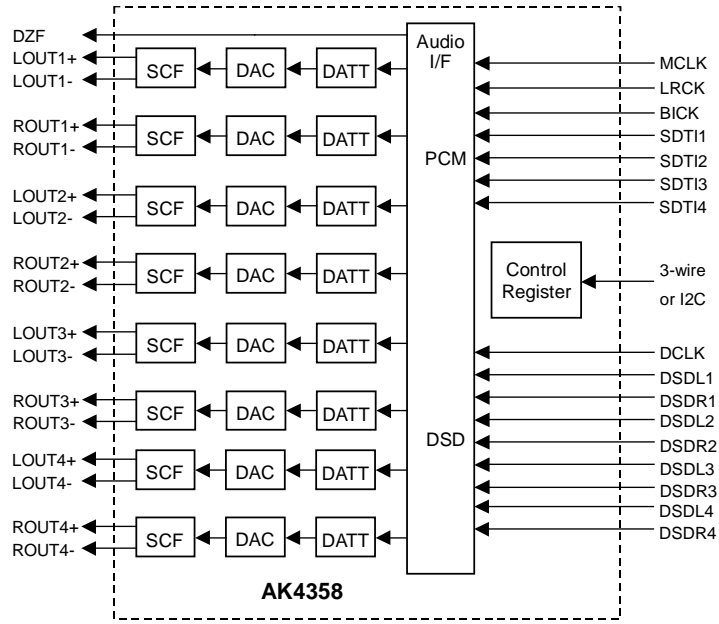 DZF
LOUT1+
LOUT1-
SCF
DAC
DATT
ROUT1+
ROUT1-
SCF
DAC
DATT
LOUT2+
LOUT2-
SCF
DAC
DATT
ROUT2+
ROUT2-
SCF
DAC
DATT
LOUT3+
LOUT3-
SCF
DAC
DATT
ROUT3+
ROUT3-
SCF
DAC
DATT
LOUT4+
LOUT4-
SCF
DAC
DATT
ROUT4+
ROUT4-
SCF
DAC
DATT
Audio
I/F
PCM
DSD
MCLK
LRCK
BICK
SDTI1
SDTI2
SDTI3
SDTI4
Control
Register
3-wire
or I2C
DCLK
DSDL1
DSDR1
DSDL2
DSDR2
DSDL3
DSDR3
DSDL4
DSDR4
AK4358